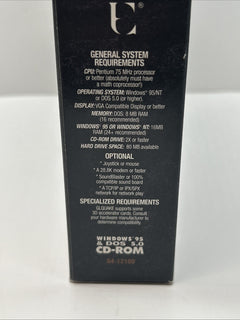 E
GENERAL SYSTEM
REQUIREMENTS
CPU: Pentium 75 MHz processor
or better (absolutely must have
a math coprocessor)
OPERATING SYSTEM: Windows® 95/NT
or DOS 5.0 (or higher).
DISPLAY: VGA Compatible Display or better
MEMORY: DOS: 8 MB RAM
(16 recommended)
WINDOWS® 95 OR WINDOWS® NT: 16MB
RAM (24+ recommended)
CD-ROM DRIVE: 2X or faster
HARD DRIVE SPACE: 80 MB available
OPTIONAL
* Joystick or mouse
* A 28.8K modem or faster
* SoundBlaster or 100%
compatible sound board
* A TCP/IP or IPX/SPX
network for network play
SPECIALIZED REQUIREMENTS
GLQUAKE supports some
3D accelerator cards. Consult
your hardware manufacturer
to determine compatibility.
WINDOWS® 95
& DOS 5.0
CD-ROM